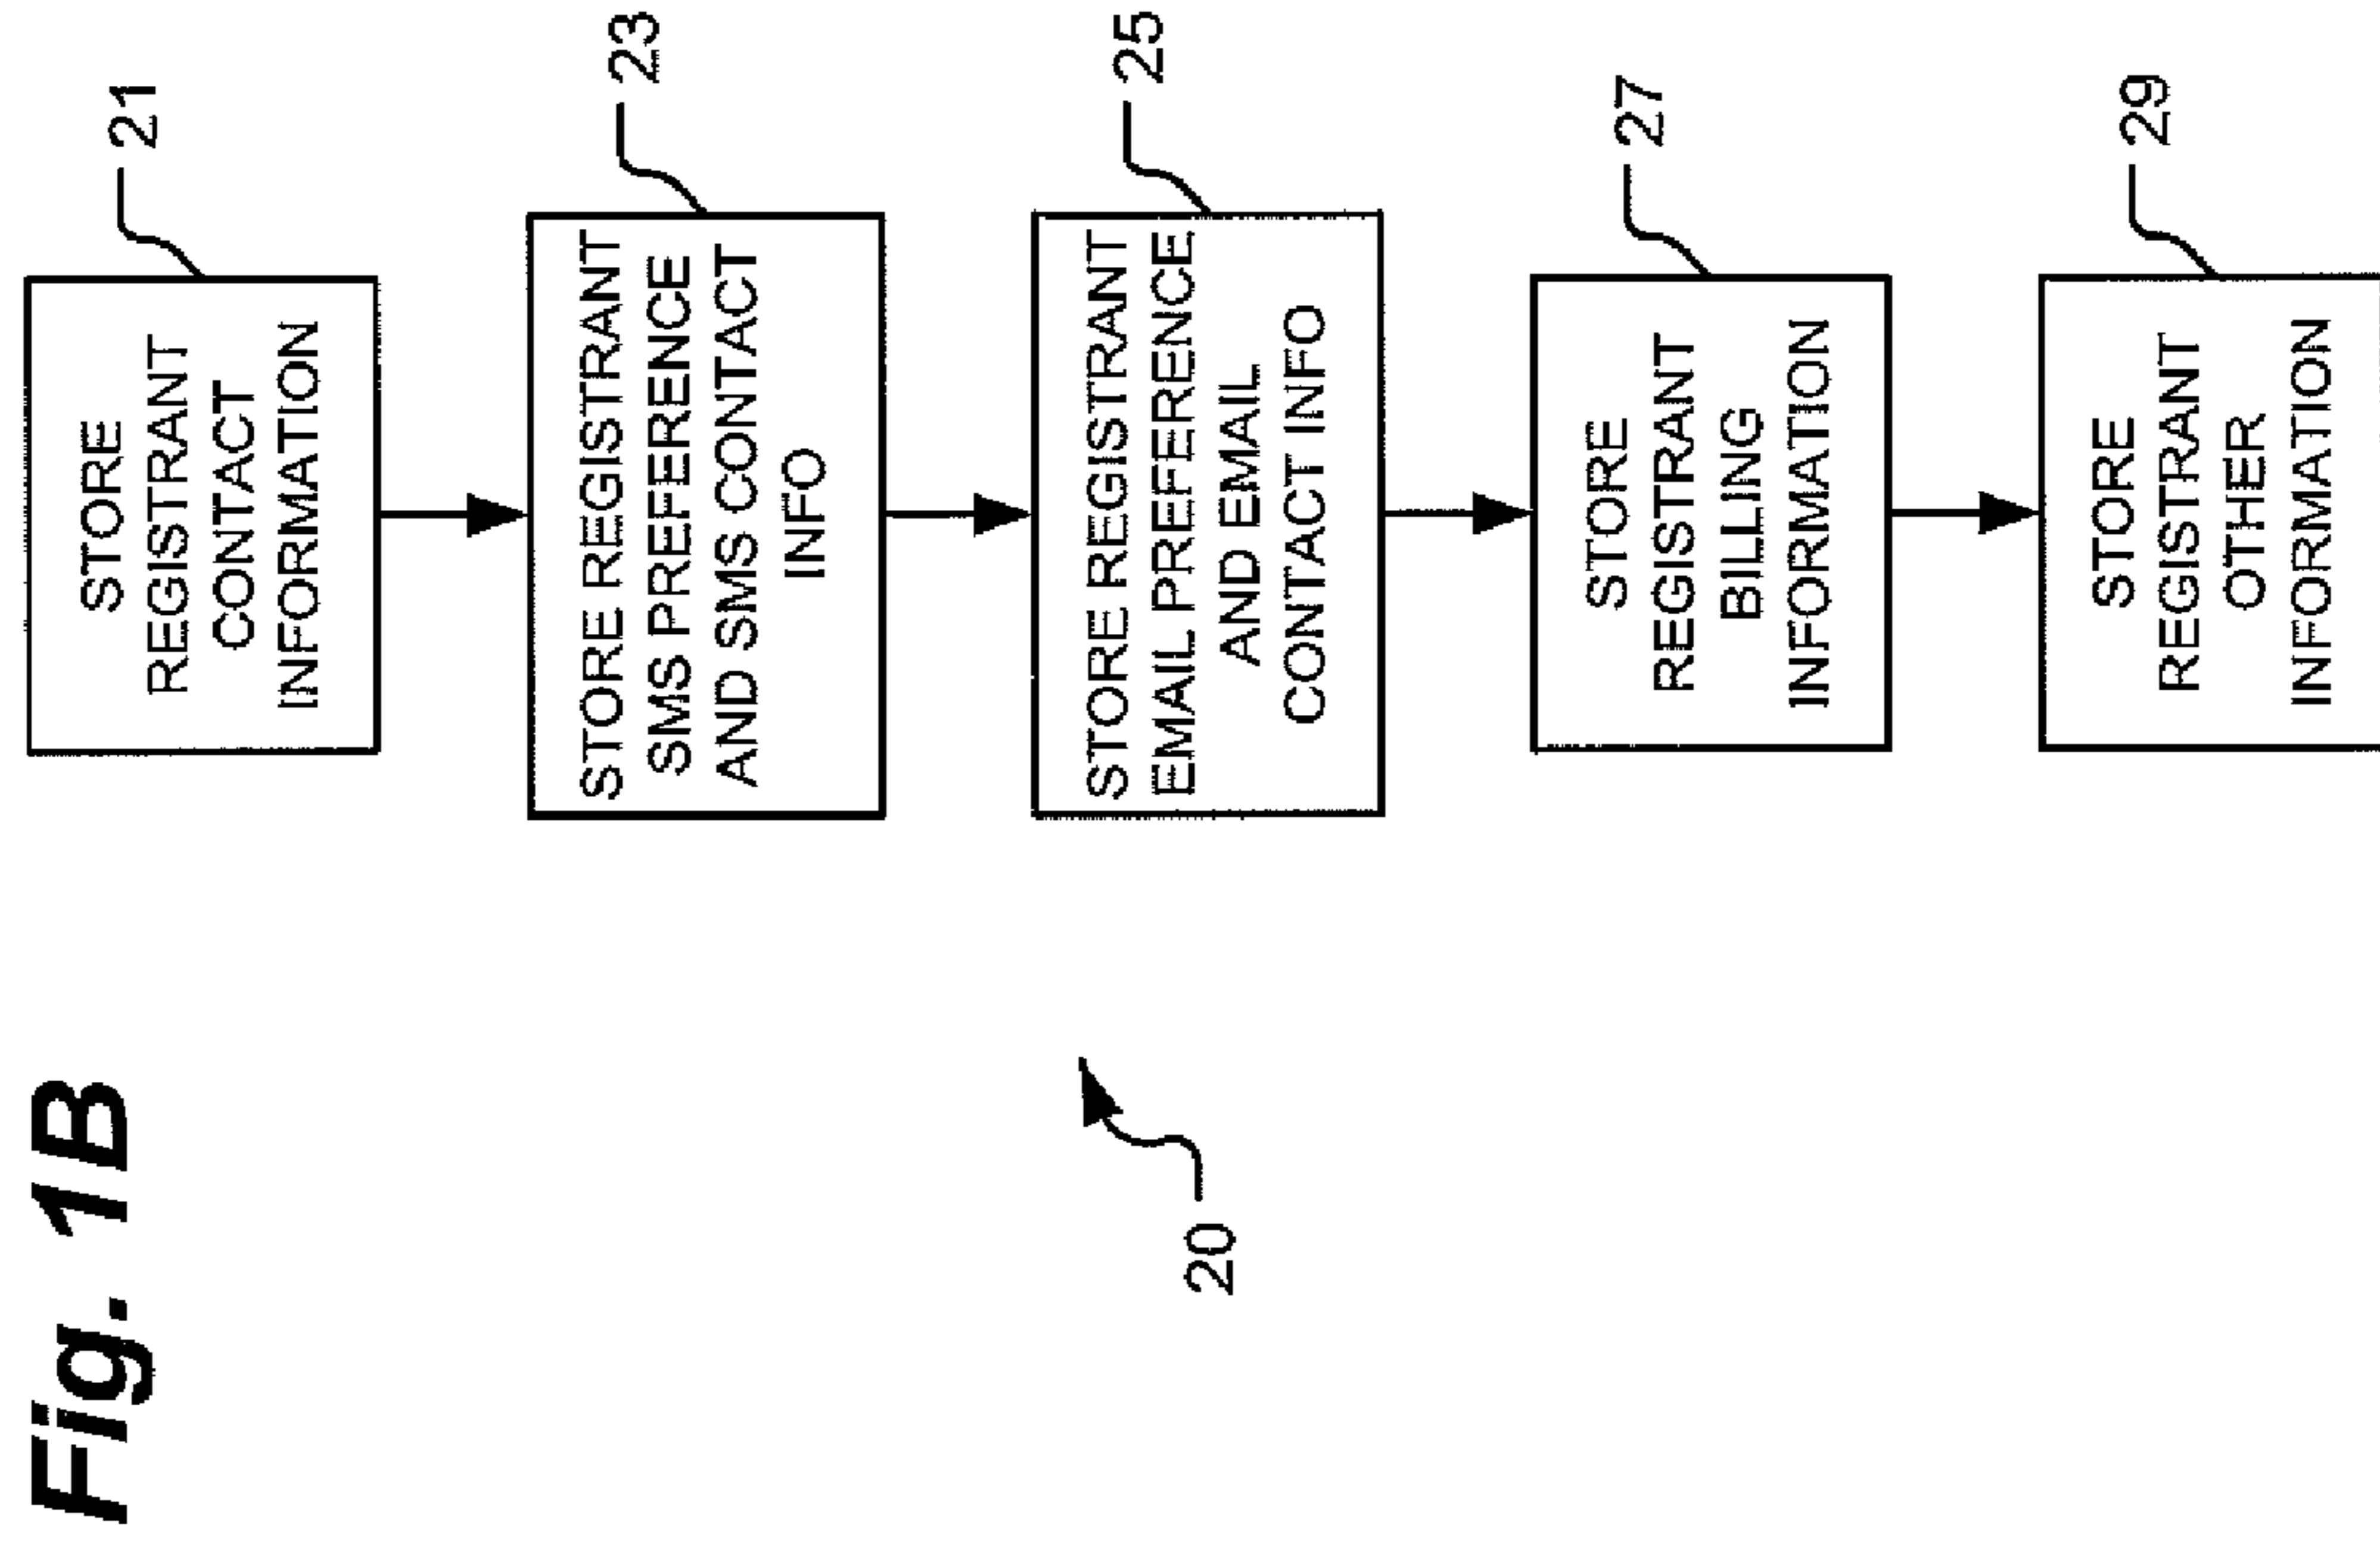 Fig. 1B
20
21
STORE
REGISTRANT
CONTACT
INFORMATION
23
STORE REGISTRANT
SMS PREFERENCE
AND SMS CONTACT
INFO
25
STORE REGISTRANT
EMAIL PREFERENCE
AND EMAIL
CONTACT INFO
27
STORE
REGISTRANT
BILLING
INFORMATION
29
STORE
REGISTRANT
OTHER
INFORMATION